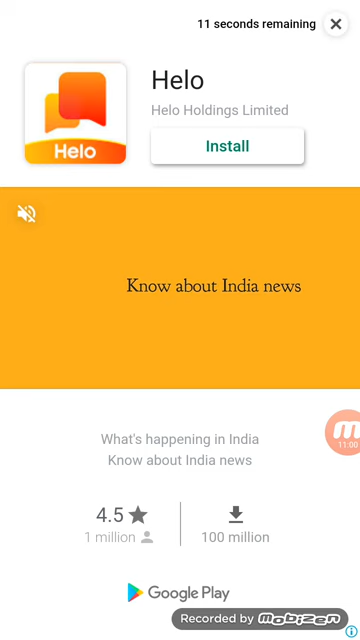 11 seconds remaining
Helo
Helo Holdings Limited
Helo
Install
Know about India news
What's happening in India
Know about India news
4.5
1 million
100 million
11:00
Google Play
Recorded by mobizen